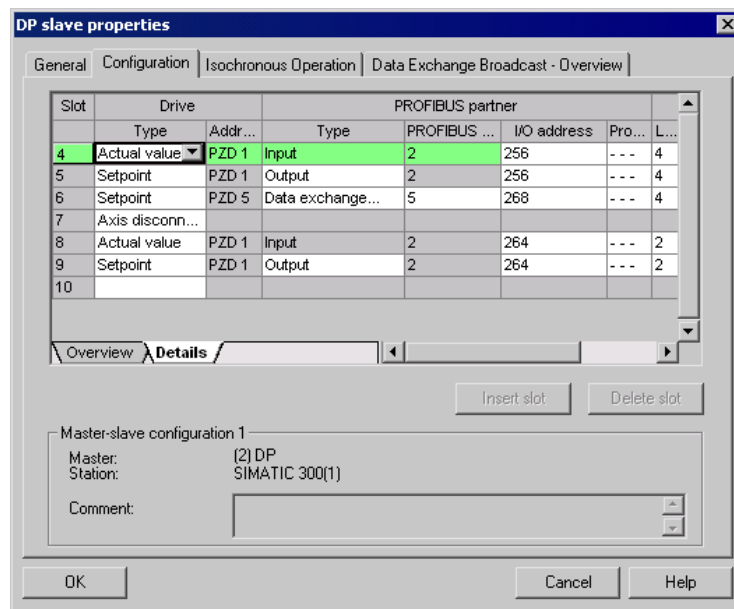 DP slave properties
General Configuration Isochronous Operation Data Exchange Broadcast - Overview
Slot Drive PROFIBUS partner
Type Addr... Type PROFIBUS ... I/O address Pro... L...
4 Actual value PZD 1 Input 2 256 - - - 4
5 Setpoint PZD 1 Output 2 256 - - - 4
6 Setpoint PZD 5 Data exchange... 5 268 - - - 4
7 Axis disconn...
8 Actual value PZD 1 Input 2 264 - - - 2
9 Setpoint PZD 1 Output 2 264 - - - 2
10
Overview Details
Insert slot Delete slot
Master-slave configuration 1
Master: (2) DP
Station: SIMATIC 300(1)
Comment:
OK Cancel Help